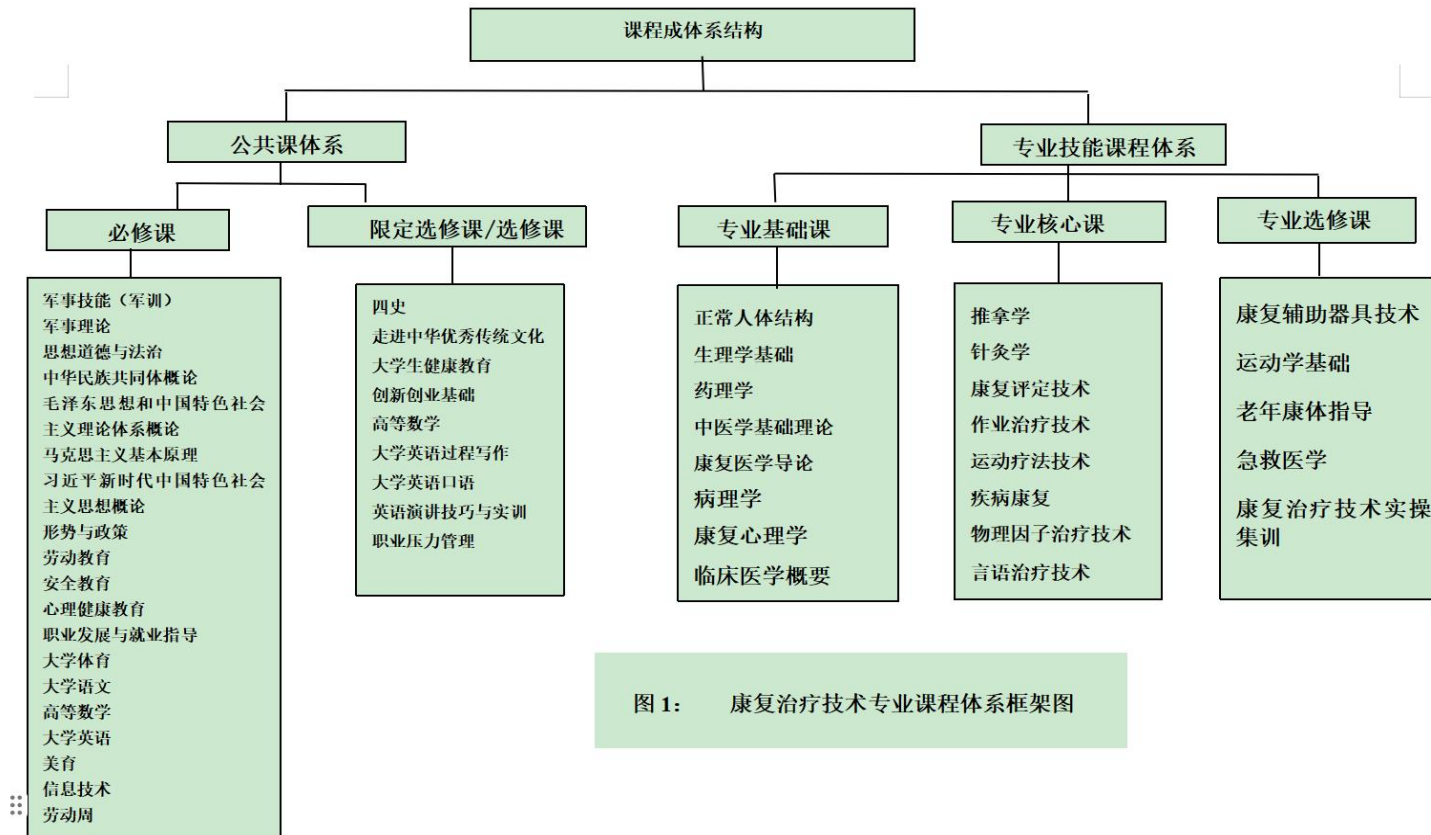 课程成体系结构
公共课体系
专业技能课程体系
必修课
限定选修课/选修课
专业基础课
专业核心课
专业选修课
军事技能（军训）
军事理论
思想道德与法治
中华民族共同体概论
毛泽东思想和中国特色社会
主义理论体系概论
马克思主义基本原理
习近平新时代中国特色社会
主义思想概论
形势与政策
劳动教育
安全教育
心理健康教育
职业发展与就业指导
大学体育
大学语文
高等数学
大学英语
美育
信息技术
劳动周
四史
走进中华优秀传统文化
大学生健康教育
创新创业基础
高等数学
大学英语过程写作
大学英语口语
英语演讲技巧与实训
职业压力管理
正常人体结构
生理学基础
药理学
中医学基础理论
康复医学导论
病理学
康复心理学
临床医学概要
推拿学
针灸学
康复评定技术
作业治疗技术
运动疗法技术
疾病康复
物理因子治疗技术
言语治疗技术
康复辅助器具技术
运动学基础
老年康体指导
急救医学
康复治疗技术实操
集训
图 1： 康复治疗技术专业课程体系框架图